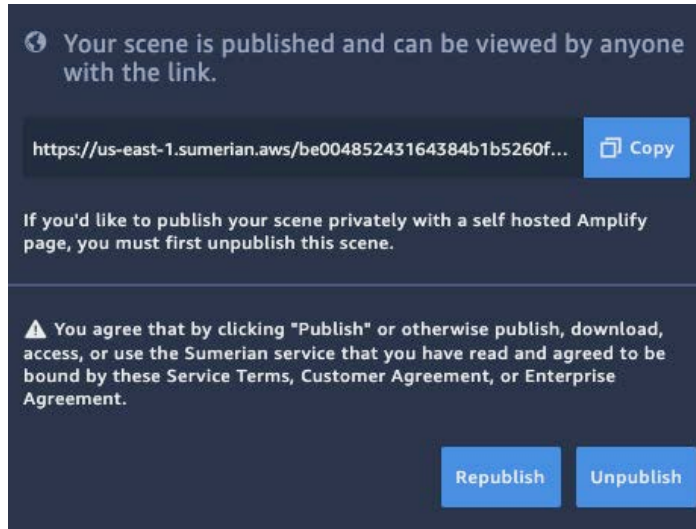 Your scene is published and can be viewed by anyone
with the link.
https://us-east-1.sumerian.aws/be00485243164384b1b5260f...
Copy
If you'd like to publish your scene privately with a self hosted Amplify
page, you must first unpublish this scene.
You agree that by clicking "Publish" or otherwise publish, download,
access, or use the Sumerian service that you have read and agreed to be
bound by these Service Terms, Customer Agreement, or Enterprise
Agreement.
Republish
Unpublish